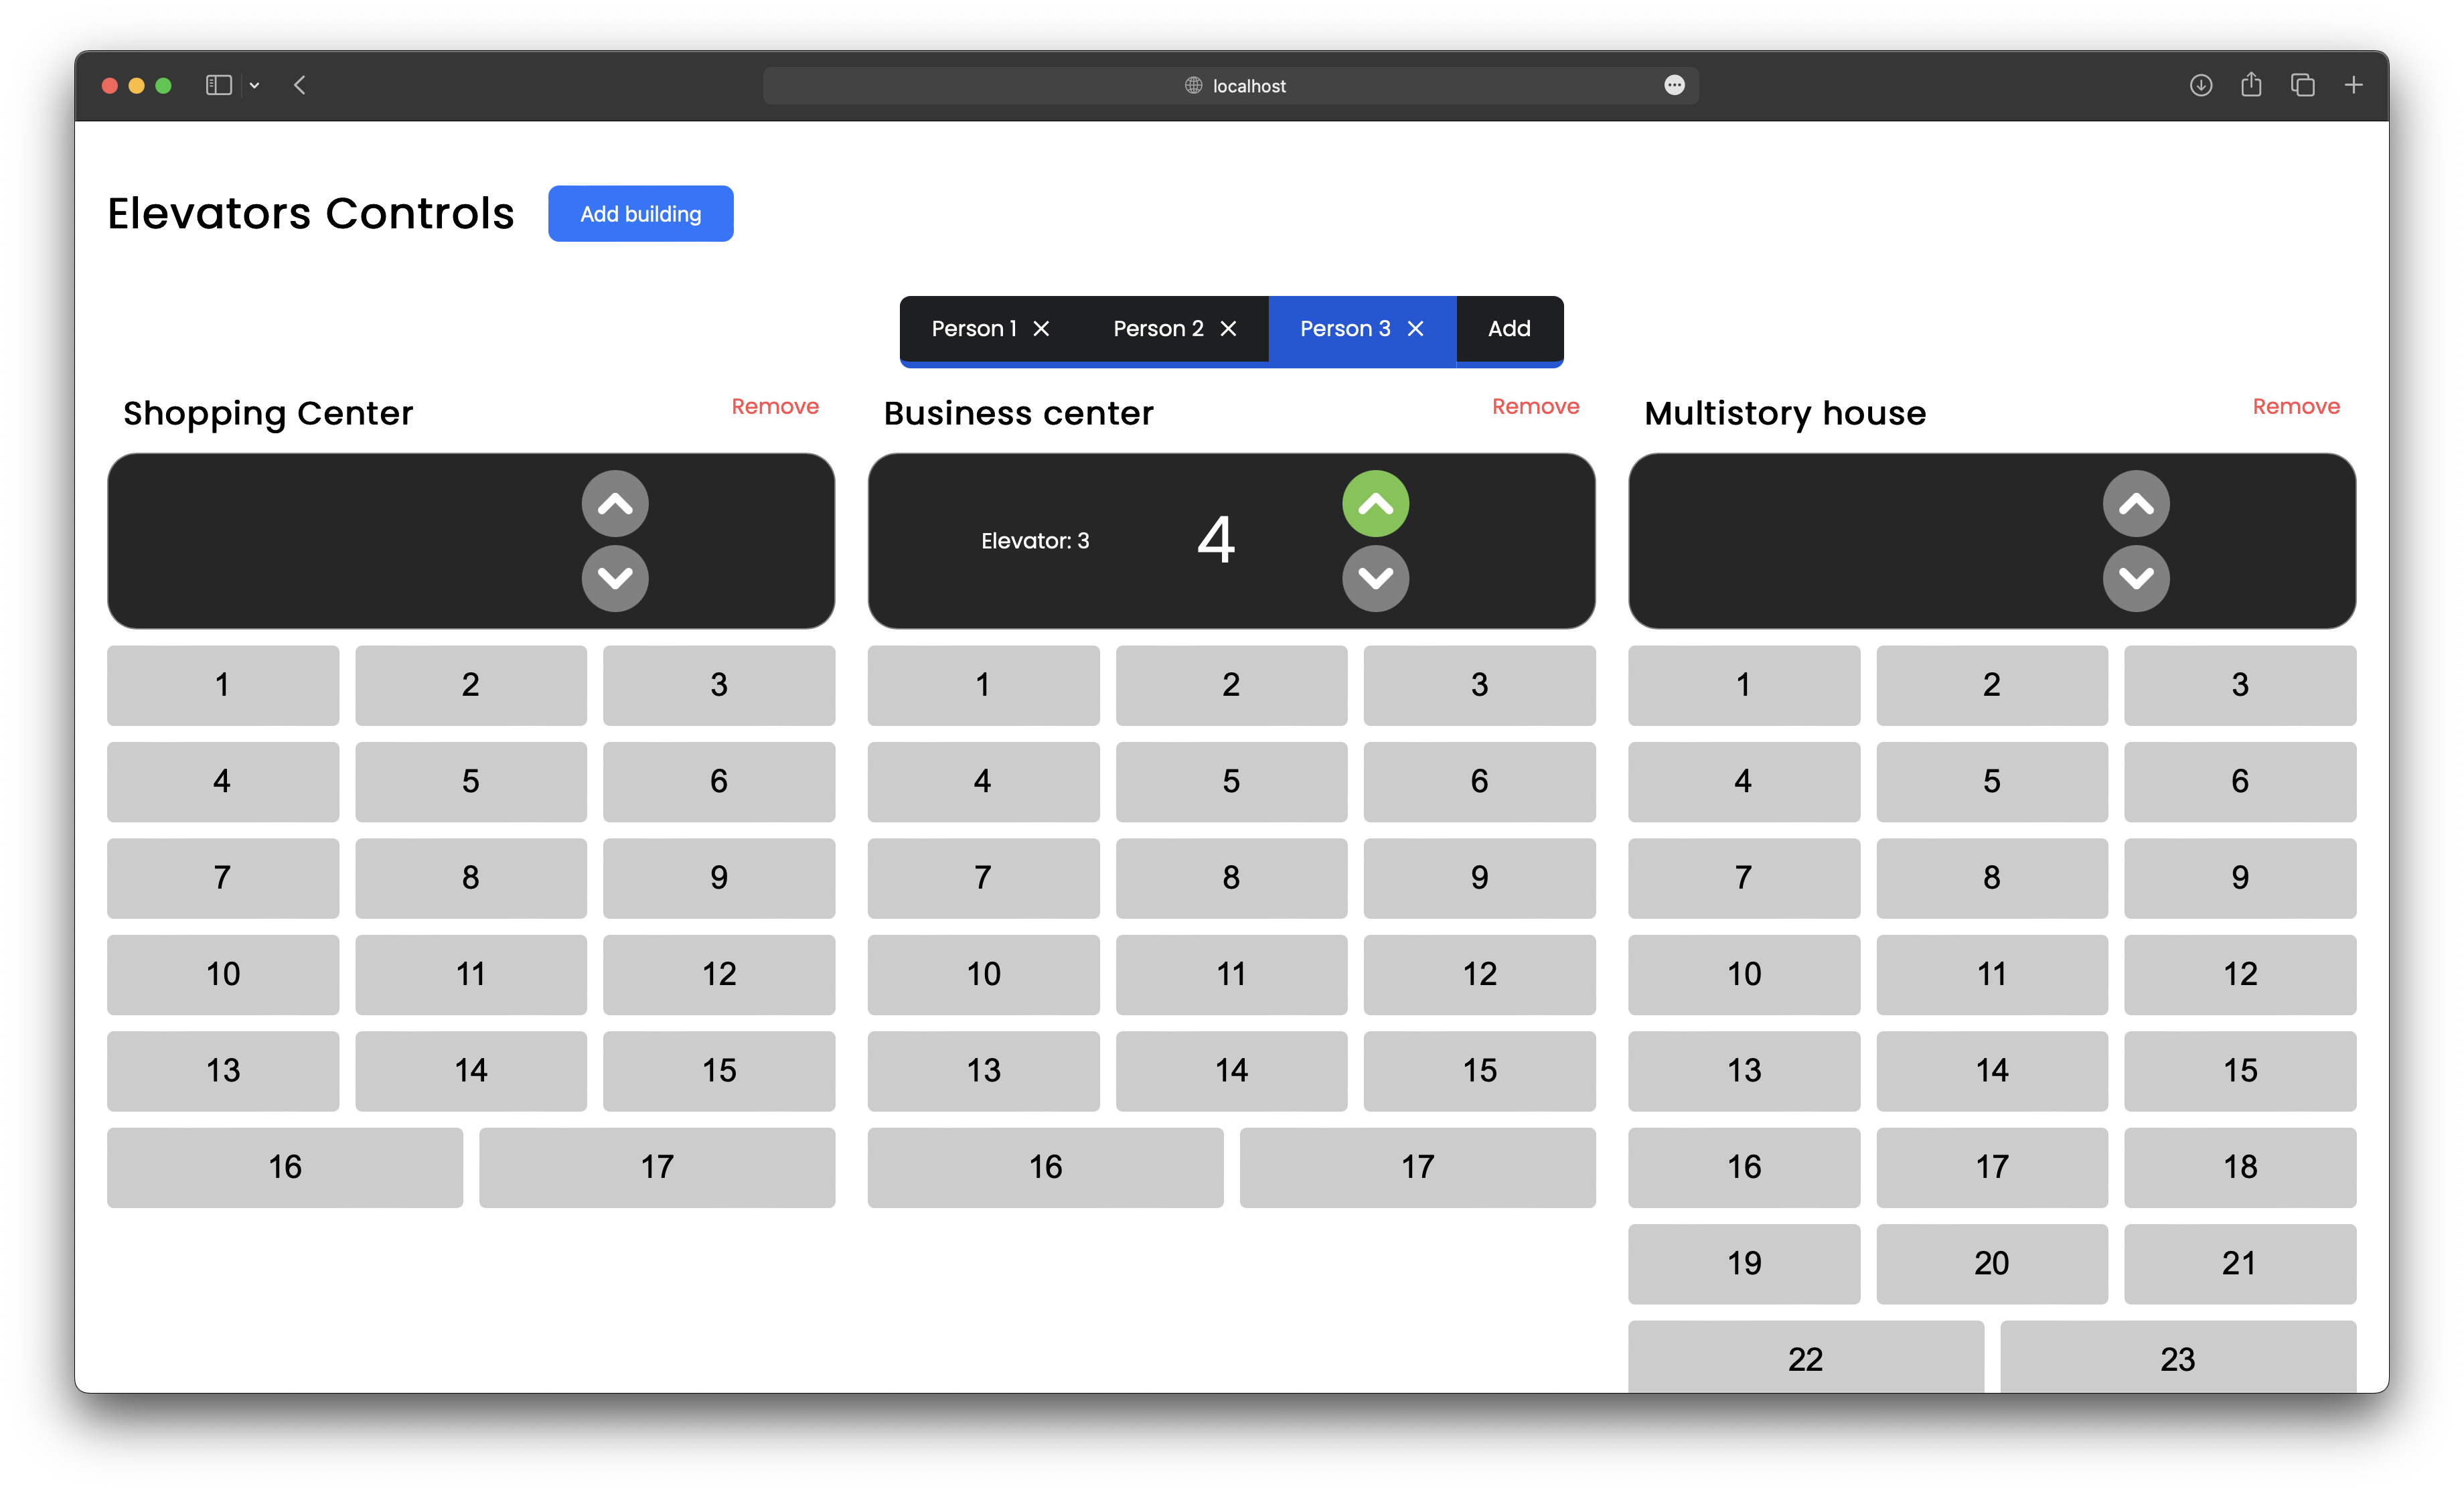 localhost
Elevators Controls
Add building
Person 1
Person 2
Person 3
Add
Shopping Center
Remove
1 2 3
4 5 6
7 8 9
10 11 12
13 14 15
16 17
Business center
Remove
Elevator: 3
4
1 2 3
4 5 6
7 8 9
10 11 12
13 14 15
16 17
Multistory house
Remove
1 2 3
4 5 6
7 8 9
10 11 12
13 14 15
16 17 18
19 20 21
22 23